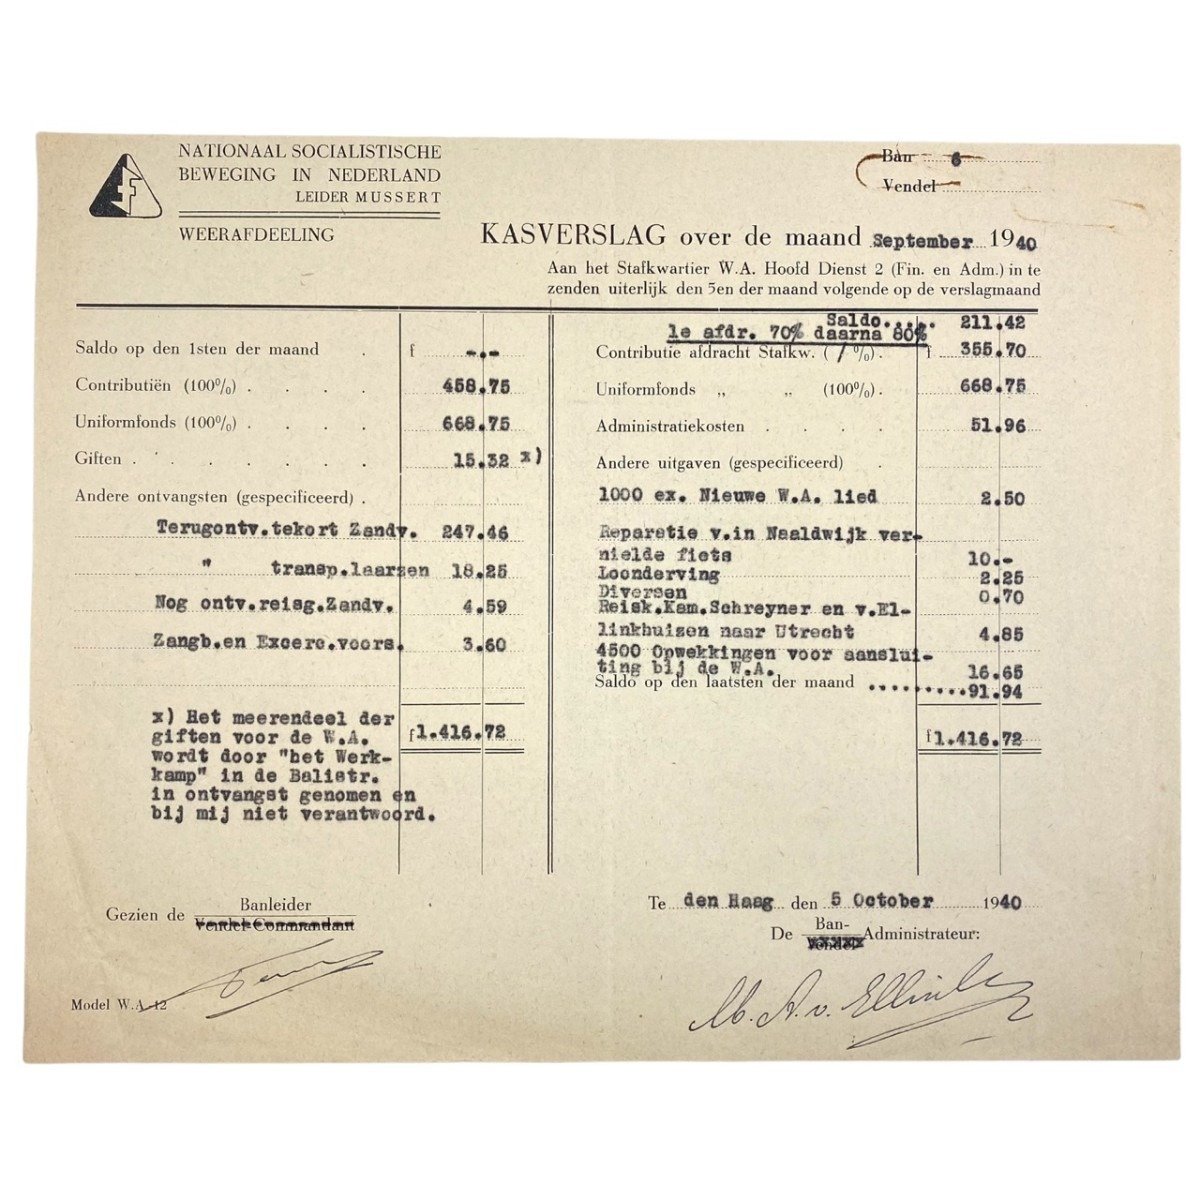 NATIONAAL SOCIALISTISCHE
BEWEGING IN NEDERLAND
LEIDER MUSSERT
WEERAFDEELING
Ban 6
Vendel
KASVERSLAG over de maand September 1940
Aan het Stafkwartier W.A. Hoofd Dienst 2 (Fin. en Adm.) in te
zenden uiterlijk den 5en der maand volgende op de verslagmaand
Saldo op den 1sten der maand . f -.-
Contributiën (100%) . . . . 458.75
Uniformfonds (100%) . . . . 668.75
Giften . . . . . . . 15.32 x)
Andere ontvangsten (gespecificeerd) .
Terugontv.tekort Zandv. 247.46
" transp.laarzen 18.25
Nog ontv.reisg.Zandv. 4.59
Zangb.en Excerc.voors. 3.60
f 1.416.72
x) Het meerendeel der
giften voor de W.A.
wordt door "het Werk-
kamp" in de Balistr.
in ontvangst genomen en
bij mij niet verantwoord.
Saldo..... 211.42
1e afdr. 70% daarna 80%
Contributie afdracht Stafkw. ( / %) . f 355.70
Uniformfonds „ „ (100%) . 668.75
Administratiekosten . . . . 51.96
Andere uitgaven (gespecificeerd) .
1000 ex. Nieuwe W.A. lied 2.50
Reparatie v.in Naaldwijk ver-
nielde fiets 10.-
Loonderving 2.25
Diversen 0.70
Reisk.Kam.Schreyner en v.El-
linkhuizen naar Utrecht 4.85
4500 Opwekkingen voor aanslui-
ting bij de W.A. 16.65
Saldo op den laatsten der maand .........91.94
f 1.416.72
Gezien de Banleider
Vendel-Commandant
Model W.A. 12
Te den Haag den 5 October 1940
De Ban-
Vendel Administrateur:
M. A. v. Ellink